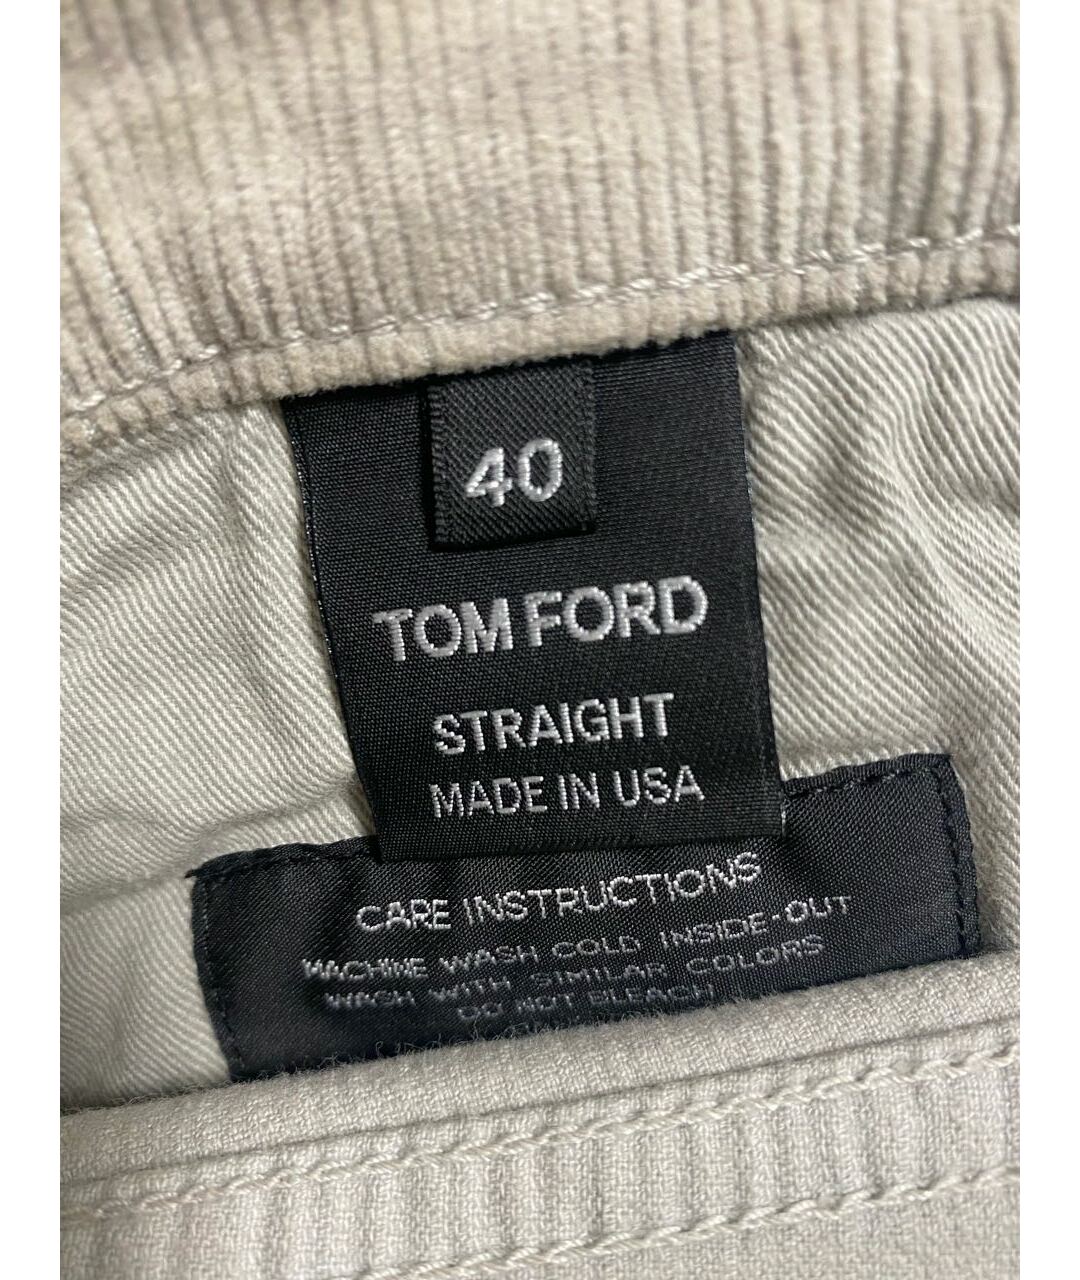 40
TOM FORD
STRAIGHT
MADE IN USA
CARE INSTRUCTIONS
MACHINE WASH COLD INSIDE-OUT
WASH WITH SIMILAR COLORS
DO NOT BLEACH